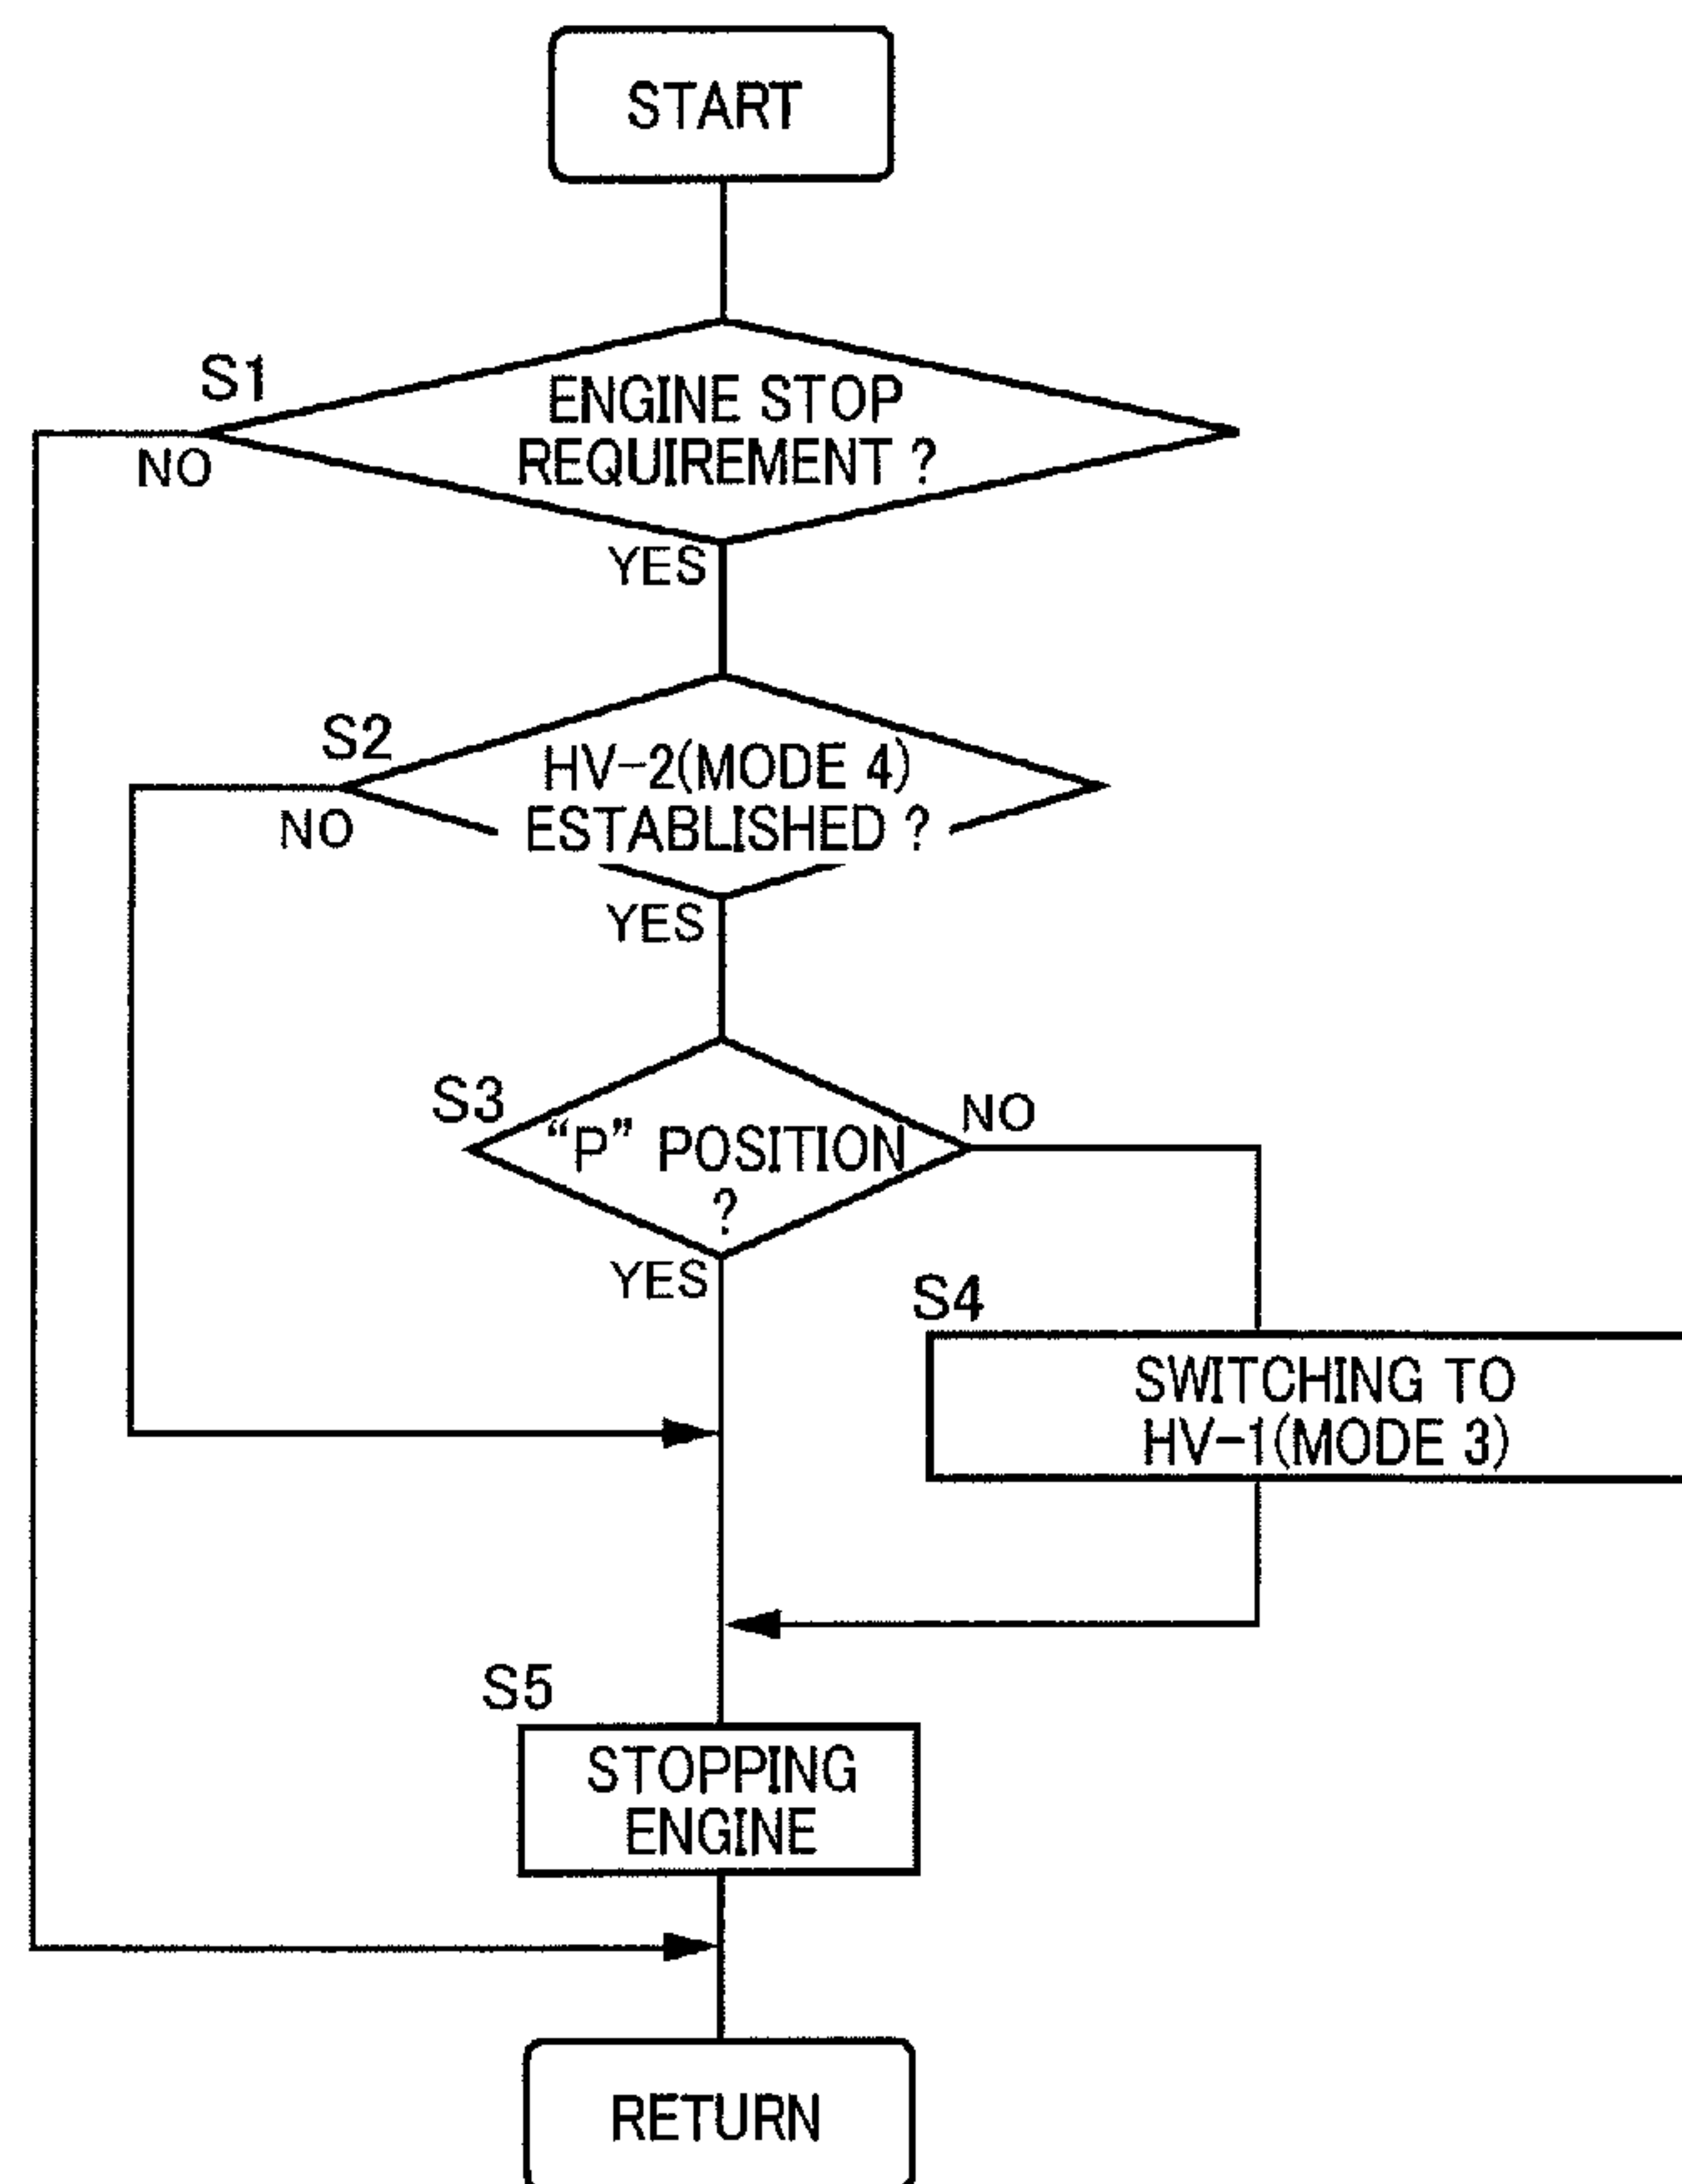 START
S1
ENGINE STOP
REQUIREMENT ?
NO
YES
S2
HV-2(MODE 4)
ESTABLISHED ?
NO
YES
S3
“P” POSITION
?
NO
YES
S4
SWITCHING TO
HV-1(MODE 3)
S5
STOPPING
ENGINE
RETURN